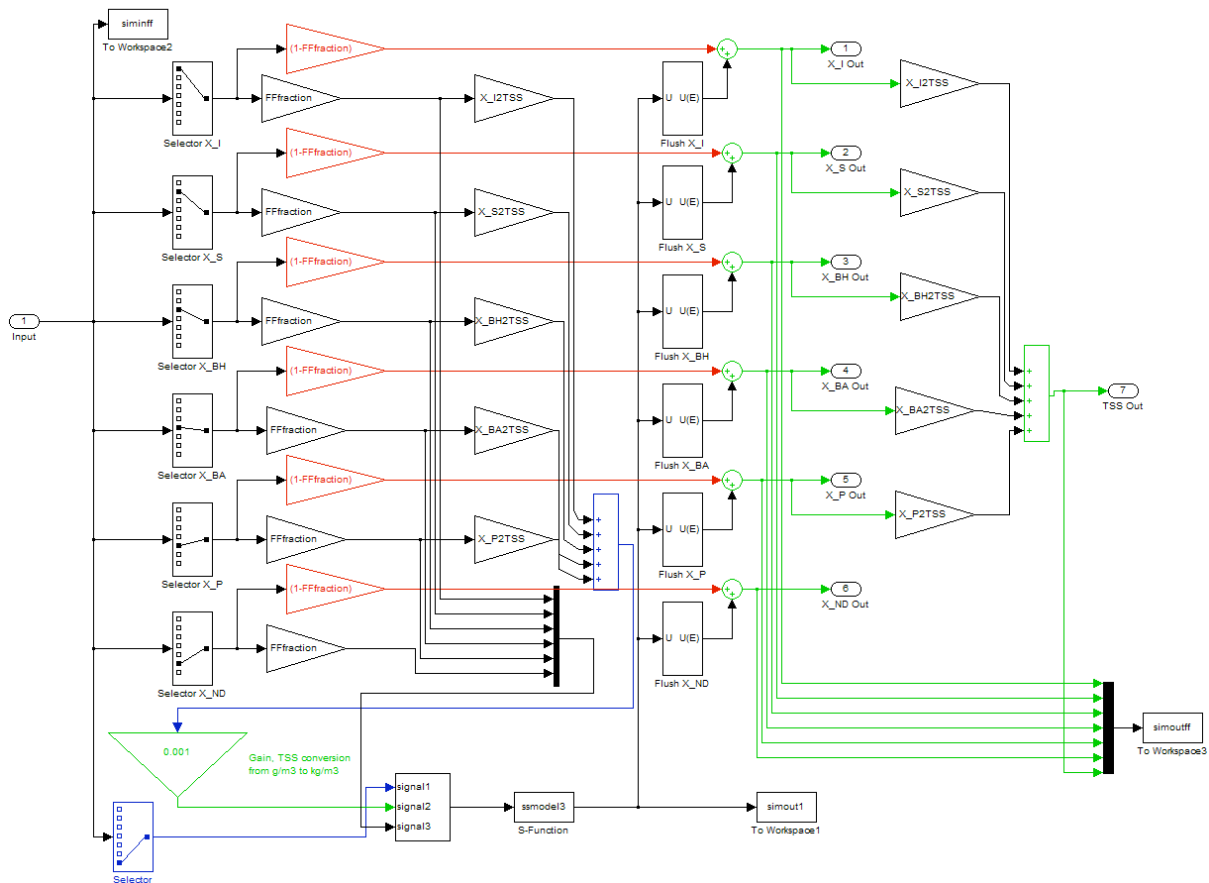 siminff
To Workspace2
(1-FFfraction)
1
X_I Out
FFfraction
X_I2TSS
U U(E)
X_I2TSS
Selector X_I
Flush X_I
(1-FFfraction)
2
X_S Out
FFfraction
X_S2TSS
U U(E)
X_S2TSS
Selector X_S
Flush X_S
(1-FFfraction)
3
X_BH Out
FFfraction
X_BH2TSS
U U(E)
X_BH2TSS
1
Input
Selector X_BH
Flush X_BH
(1-FFfraction)
4
X_BA Out
7
TSS Out
FFfraction
X_BA2TSS
U U(E)
X_BA2TSS
Selector X_BA
Flush X_BA
(1-FFfraction)
5
X_P Out
FFfraction
X_P2TSS
U U(E)
X_P2TSS
Selector X_P
Flush X_P
(1-FFfraction)
6
X_ND Out
FFfraction
U U(E)
Selector X_ND
Flush X_ND
0.001
Gain, TSS conversion
from g/m3 to kg/m3
simoutff
To Workspace3
signal1
signal2
signal3
ssmodel3
S-Function
simout1
To Workspace1
Selector